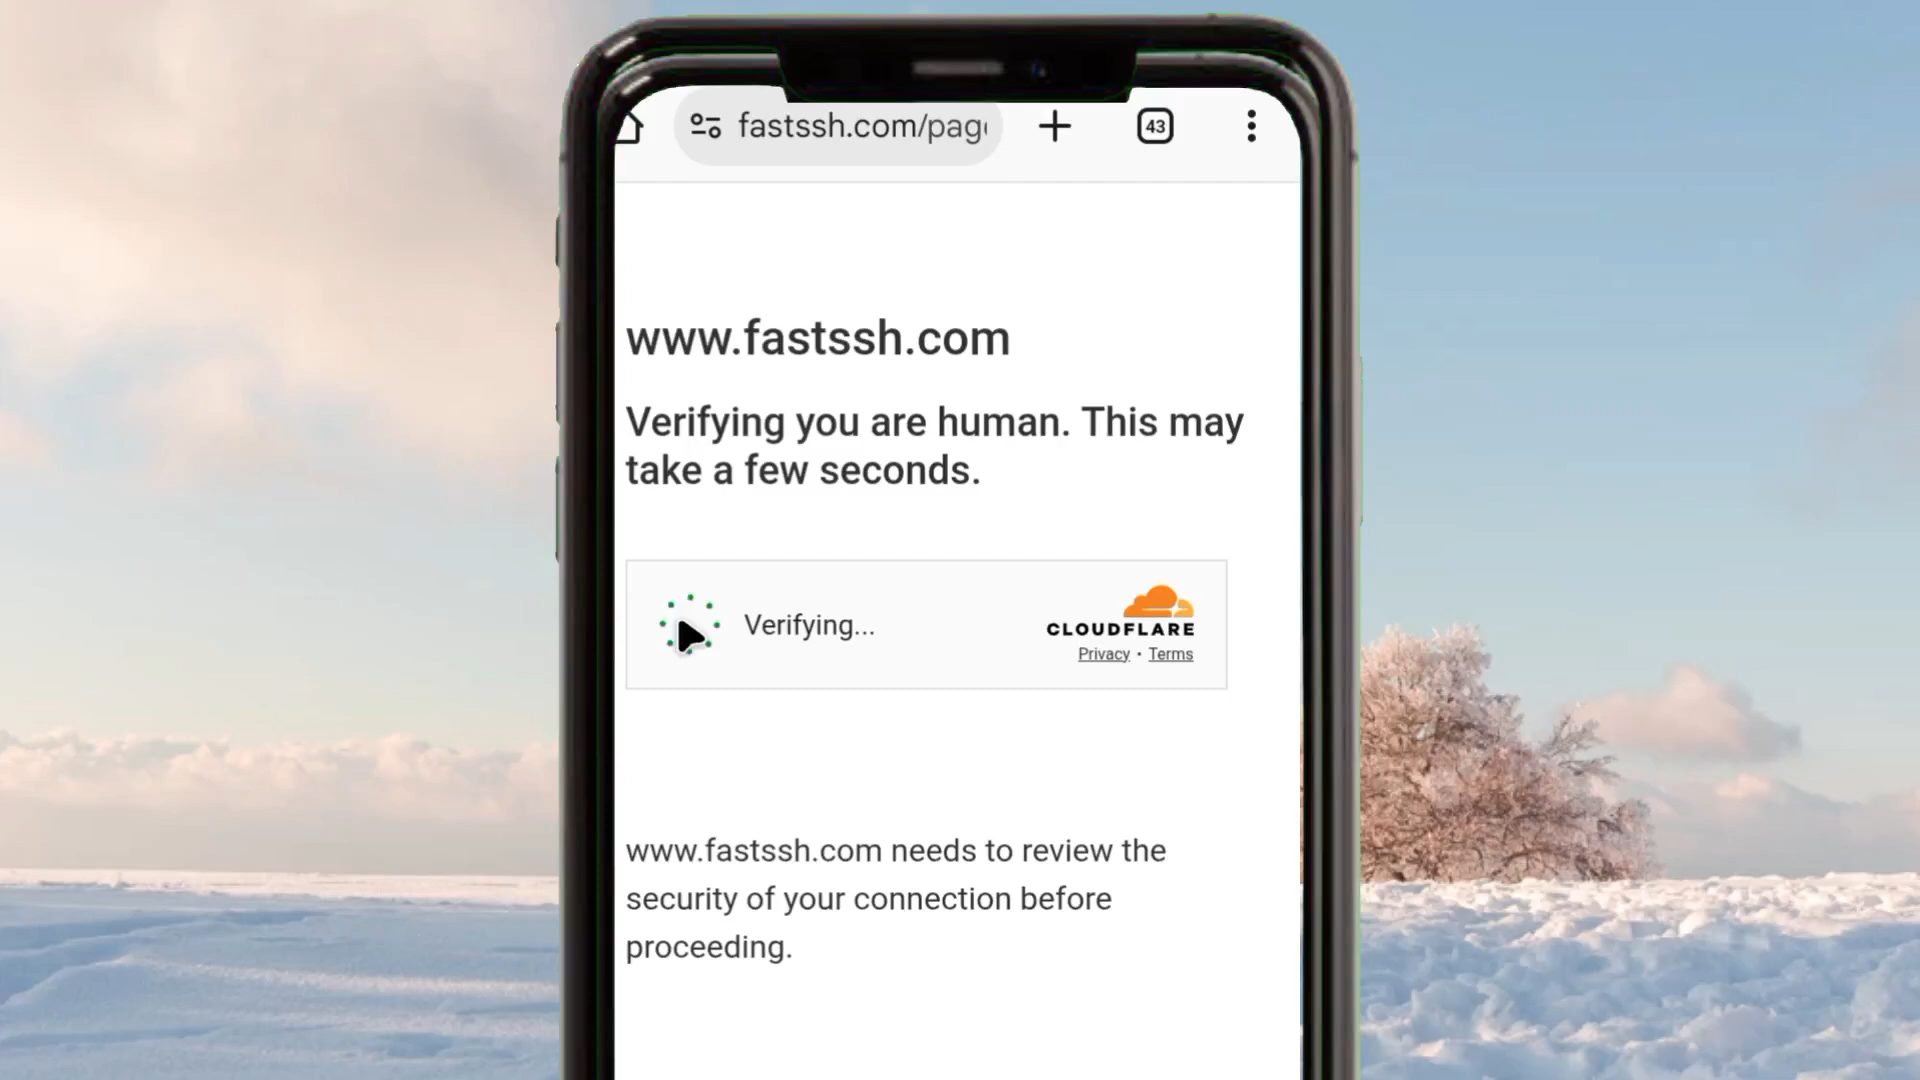 fastssh.com/page
43
www.fastssh.com
Verifying you are human. This may
take a few seconds.
Verifying...
CLOUDFLARE
Privacy • Terms
www.fastssh.com needs to review the
security of your connection before
proceeding.